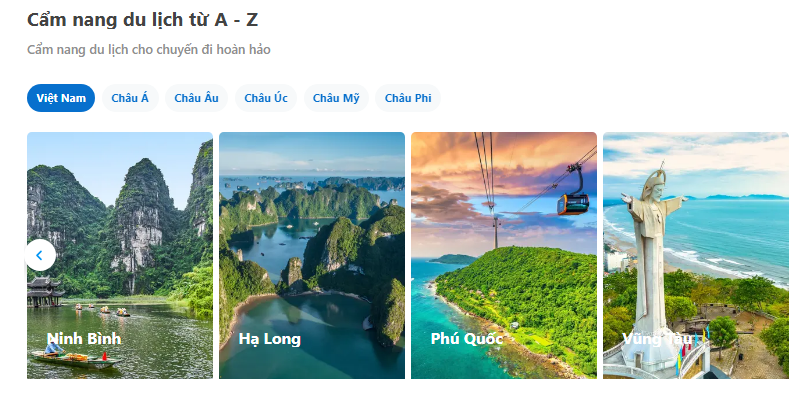 Cẩm nang du lịch từ A - Z
Cẩm nang du lịch cho chuyến đi hoàn hảo
Việt Nam Châu Á Châu Âu Châu Úc Châu Mỹ Châu Phi
Ninh Bình Hạ Long Phú Quốc Vũng Tàu